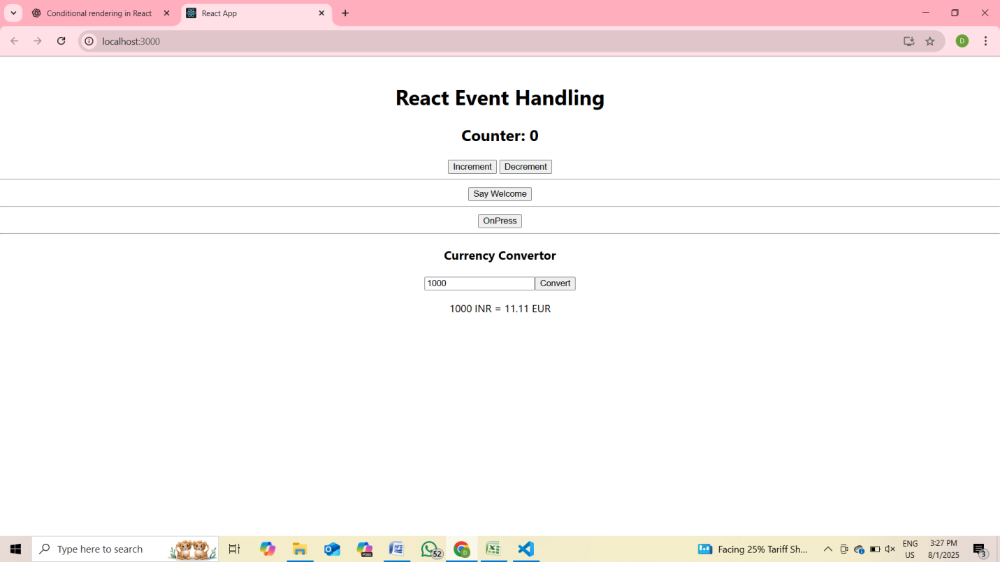 Conditional rendering in React
React App
localhost:3000
D
React Event Handling
Counter: 0
Increment Decrement
Say Welcome
OnPress
Currency Convertor
1000 Convert
1000 INR = 11.11 EUR
Type here to search
M365
52
D
Facing 25% Tariff Sh...
ENG
US
3:27 PM
8/1/2025
3